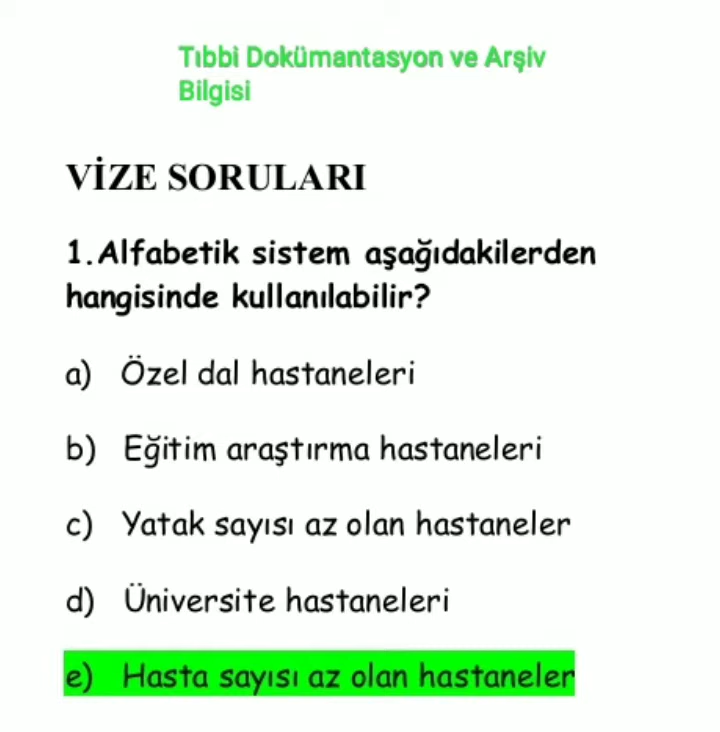 Tıbbi Dokümantasyon ve Arşiv
Bilgisi
VİZE SORULARI
1.Alfabetik sistem aşağıdakilerden
hangisinde kullanılabilir?
a) Özel dal hastaneleri
b) Eğitim araştırma hastaneleri
c) Yatak sayısı az olan hastaneler
d) Üniversite hastaneleri
e) Hasta sayısı az olan hastaneler